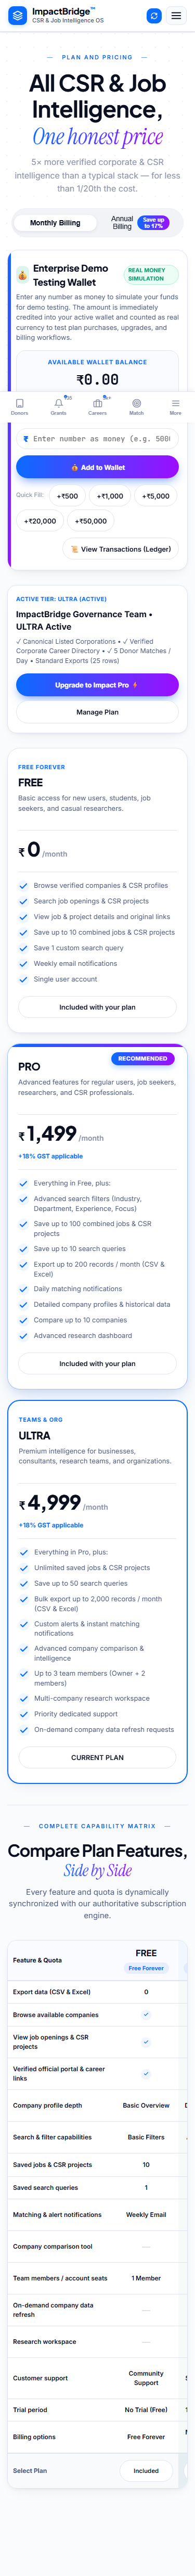 ImpactBridge™
CSR & Job Intelligence OS
PLAN AND PRICING
All CSR & Job
Intelligence,
One honest price
5× more verified corporate & CSR
intelligence than a typical stack — for less
than 1/20th the cost.
Monthly Billing
Annual
Billing
Save up
to 17%
Enterprise Demo
Testing Wallet
REAL MONEY
SIMULATION
Enter any number as money to simulate your funds
for demo testing. The amount is immediately
credited into your active wallet and counted as real
credit to test plan purchases, upgrades, and
billing workflows.
AVAILABLE WALLET BALANCE
₹0.00
Donors
Grants
Careers
Match
More
₹ Enter number as money (e.g. 500
Add to Wallet
Quick Fill:
+₹500
+₹1,000
+₹5,000
+₹20,000
+₹50,000
View Transactions (Ledger)
ACTIVE TIER: ULTRA (ACTIVE)
ImpactBridge Governance Team •
ULTRA Active
✓ Canonical Listed Corporations • ✓ Verified
Corporate Career Directory • ✓ 5 Donor Matches /
Day • Standard Exports (25 rows)
Upgrade to Impact Pro
Manage Plan
FREE FOREVER
FREE
Basic access for new users, students, job
seekers, and casual researchers.
₹ 0 /month
Browse verified companies & CSR profiles
Search job openings & CSR projects
View job & project details and original links
Save up to 10 combined jobs & CSR projects
Save 1 custom search query
Weekly email notifications
Single user account
Included with your plan
RECOMMENDED
PRO
Advanced features for regular users, job seekers,
researchers, and CSR professionals.
₹ 1,499 /month
+18% GST applicable
Everything in Free, plus:
Advanced search filters (Industry,
Department, Experience, Focus)
Save up to 100 combined jobs & CSR
projects
Save up to 10 search queries
Export up to 200 records / month (CSV &
Excel)
Daily matching notifications
Detailed company profiles & historical data
Compare up to 10 companies
Advanced research dashboard
Included with your plan
TEAMS & ORG
ULTRA
Premium intelligence for businesses,
consultants, research teams, and organizations.
₹ 4,999 /month
+18% GST applicable
Everything in Pro, plus:
Unlimited saved jobs & CSR projects
Save up to 50 search queries
Bulk export up to 2,000 records / month
(CSV & Excel)
Custom alerts & instant matching
notifications
Advanced company comparison &
intelligence
Up to 3 team members (Owner + 2
members)
Multi-company research workspace
Priority dedicated support
On-demand company data refresh requests
CURRENT PLAN
COMPLETE CAPABILITY MATRIX
Compare Plan Features,
Side by Side
Every feature and quota is dynamically
synchronized with our authoritative subscription
engine.
Feature & Quota
FREE
Free Forever
Export data (CSV & Excel)
0
Browse available companies
View job openings & CSR
projects
Verified official portal & career
links
Company profile depth
Basic Overview
Search & filter capabilities
Basic Filters
Saved jobs & CSR projects
10
Saved search queries
1
Matching & alert notifications
Weekly Email
Company comparison tool
—
Team members / account seats
1 Member
On-demand company data
refresh
—
Research workspace
—
Customer support
Community
Support
Trial period
No Trial (Free)
Billing options
Free Forever
Select Plan
Included